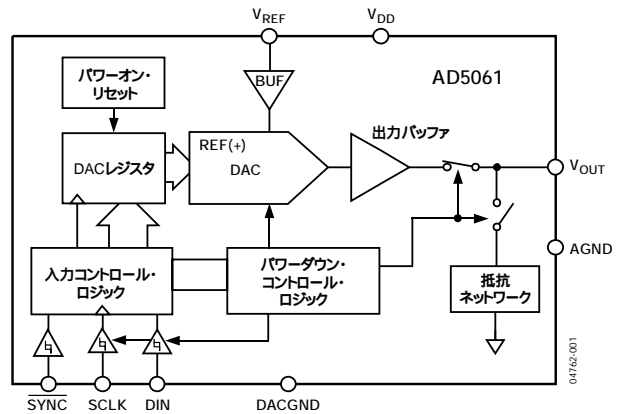 VREF
VDD
BUF
AD5061
パワーオン・
リセット
REF(+)
DAC
出力バッファ
DACレジスタ
VOUT
AGND
入力コントロール・
ロジック
パワーダウン・
コントロール・
ロジック
抵抗
ネットワーク
04762-001
SYNC
SCLK
DIN
DACGND